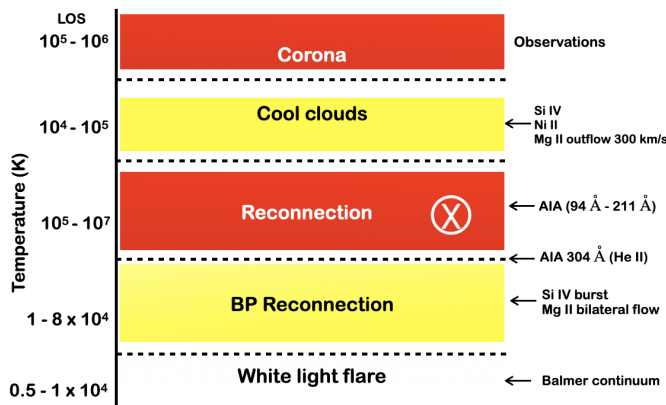 LOS
10⁵ - 10⁶
Corona
Observations
Cool clouds
10⁴ - 10⁵
Si IV
Ni II
Mg II outflow 300 km/s
Temperature (K)
Reconnection
X
10⁵ - 10⁷
AIA (94 Å - 211 Å)
AIA 304 Å (He II)
BP Reconnection
Si IV burst
Mg II bilateral flow
1 - 8 x 10⁴
White light flare
Balmer continuum
0.5 - 1 x 10⁴